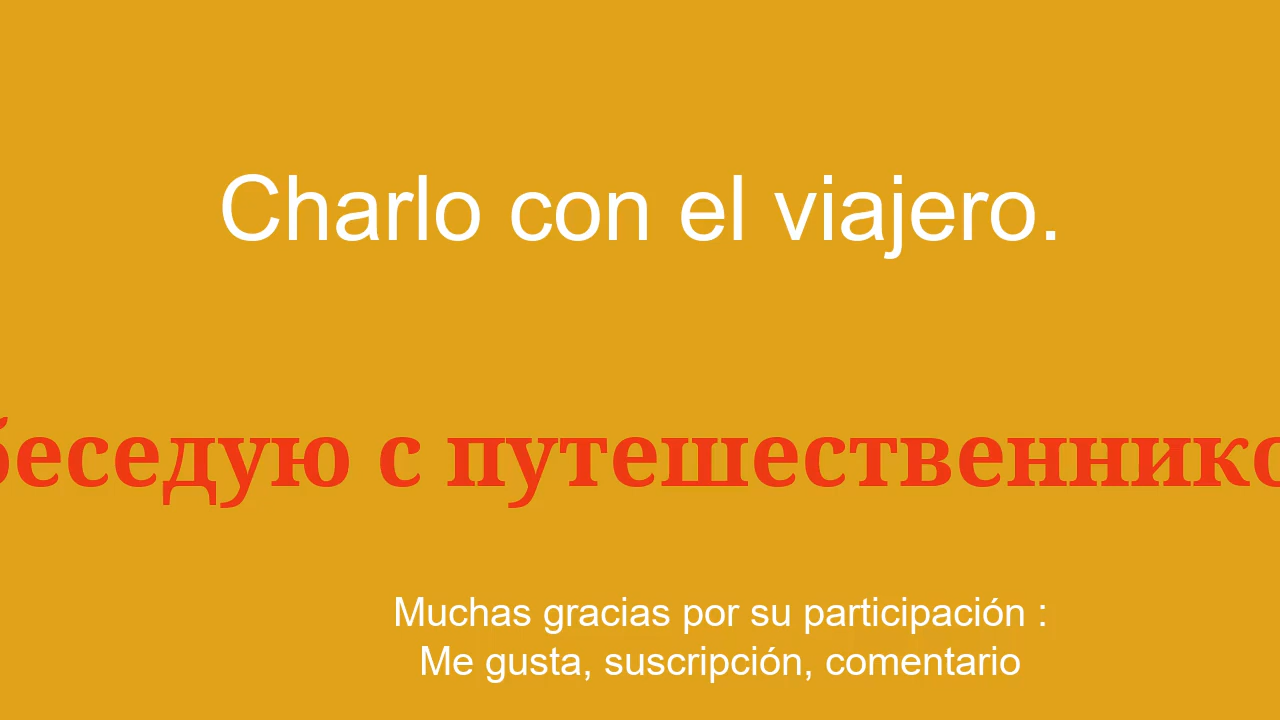 Charlo con el viajero.
беседую с путешественнико
Muchas gracias por su participación :
Me gusta, suscripción, comentario